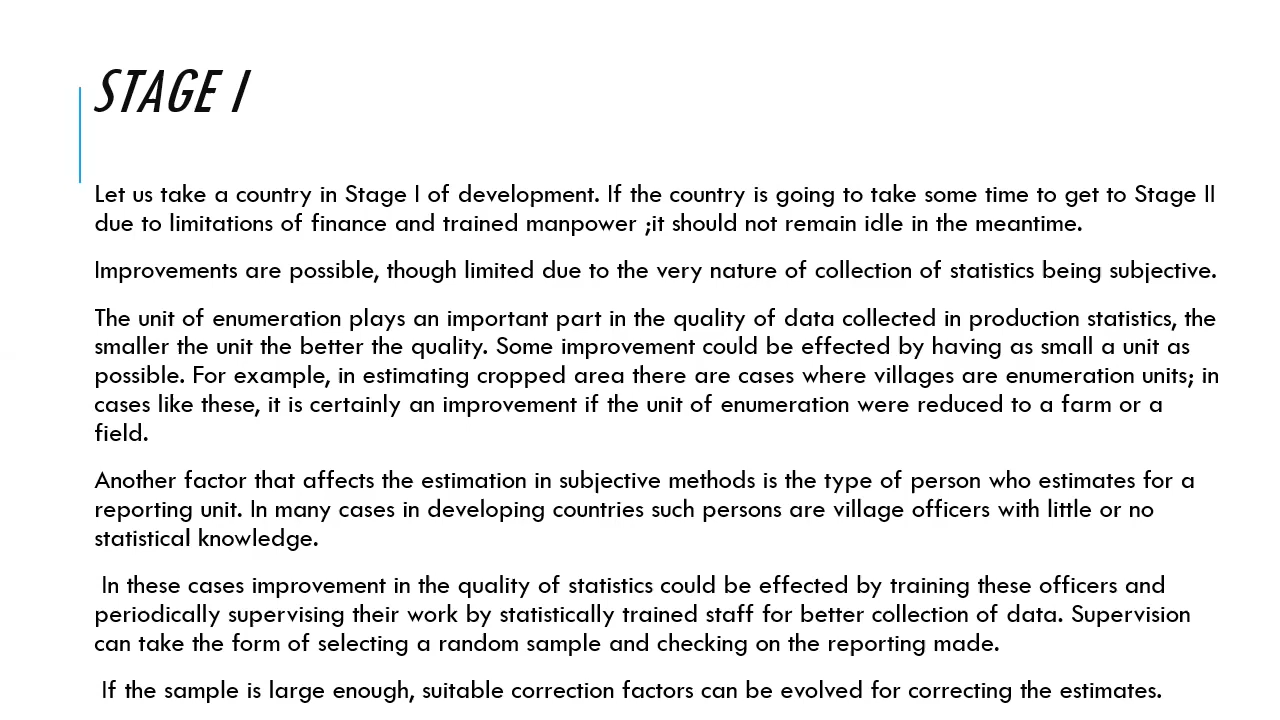 STAGE I
Let us take a country in Stage I of development. If the country is going to take some time to get to Stage II
due to limitations of finance and trained manpower ;it should not remain idle in the meantime.
Improvements are possible, though limited due to the very nature of collection of statistics being subjective.
The unit of enumeration plays an important part in the quality of data collected in production statistics, the
smaller the unit the better the quality. Some improvement could be effected by having as small a unit as
possible. For example, in estimating cropped area there are cases where villages are enumeration units; in
cases like these, it is certainly an improvement if the unit of enumeration were reduced to a farm or a
field.
Another factor that affects the estimation in subjective methods is the type of person who estimates for a
reporting unit. In many cases in developing countries such persons are village officers with little or no
statistical knowledge.
In these cases improvement in the quality of statistics could be effected by training these officers and
periodically supervising their work by statistically trained staff for better collection of data. Supervision
can take the form of selecting a random sample and checking on the reporting made.
If the sample is large enough, suitable correction factors can be evolved for correcting the estimates.